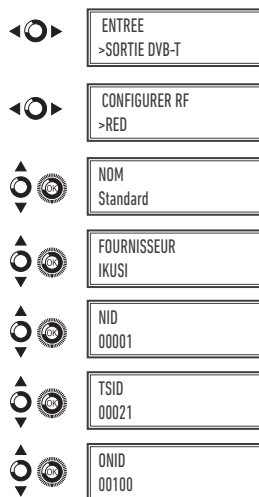 ENTREE
>SORTIE DVB-T
CONFIGURER RF
>RED
OK
NOM
Standard
OK
FOURNISSEUR
IKUSI
OK
NID
00001
OK
TSID
00021
OK
ONID
00100